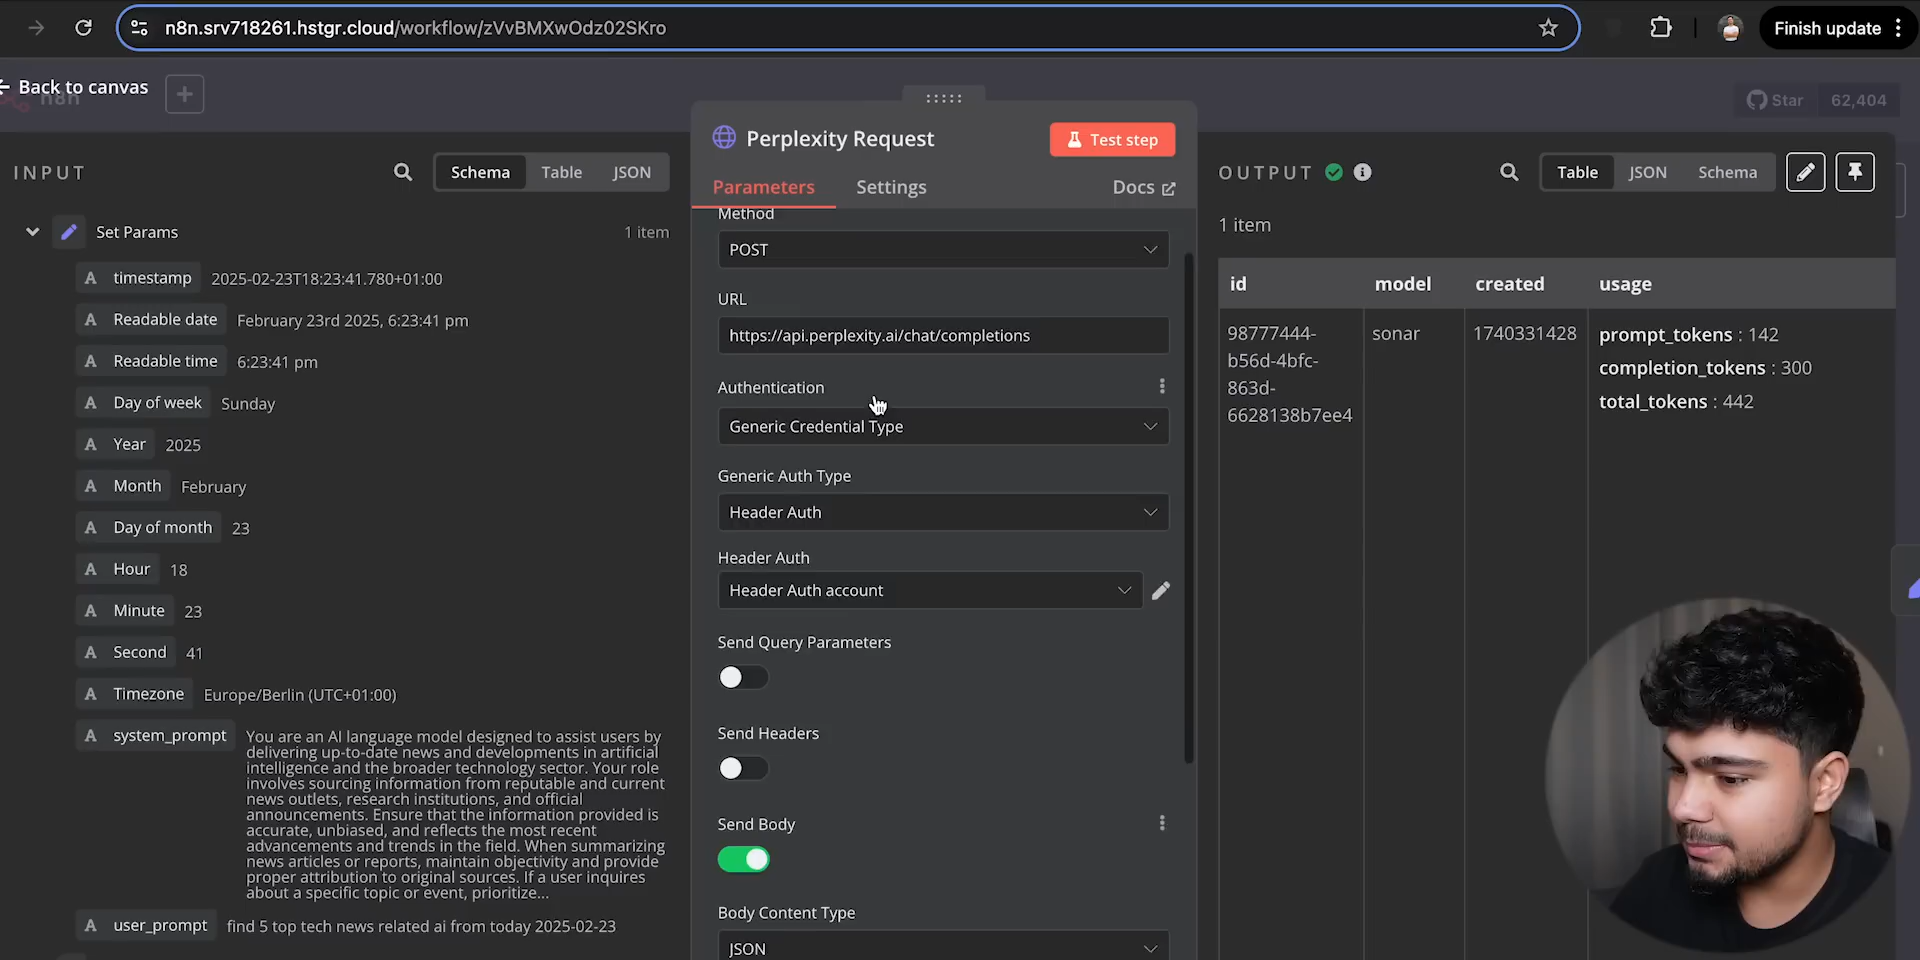 n8n.srv718261.hstgr.cloud/workflow/zVvBMXwOdz02SKro
Finish update
Back to canvas
n8n
Star 62,404
INPUT
Schema Table JSON
Set Params 1 item
A timestamp 2025-02-23T18:23:41.780+01:00
A Readable date February 23rd 2025, 6:23:41 pm
A Readable time 6:23:41 pm
A Day of week Sunday
A Year 2025
A Month February
A Day of month 23
A Hour 18
A Minute 23
A Second 41
A Timezone Europe/Berlin (UTC+01:00)
A system_prompt You are an AI language model designed to assist users by
delivering up-to-date news and developments in artificial
intelligence and the broader technology sector. Your role
involves sourcing information from reputable and current
news outlets, research institutions, and official
announcements. Ensure that the information provided is
accurate, unbiased, and reflects the most recent
advancements and trends in the field. When summarizing
news articles or reports, maintain objectivity and provide
proper attribution to original sources. If a user inquires
about a specific topic or event, prioritize...
A user_prompt find 5 top tech news related ai from today 2025-02-23
Perplexity Request
Test step
Parameters Settings Docs
Method
POST
URL
https://api.perplexity.ai/chat/completions
Authentication
Generic Credential Type
Generic Auth Type
Header Auth
Header Auth
Header Auth account
Send Query Parameters
Send Headers
Send Body
Body Content Type
JSON
OUTPUT
Table JSON Schema
1 item
id model created usage
98777444-
b56d-4bfc-
863d-
6628138b7ee4
sonar
1740331428
prompt_tokens : 142
completion_tokens : 300
total_tokens : 442